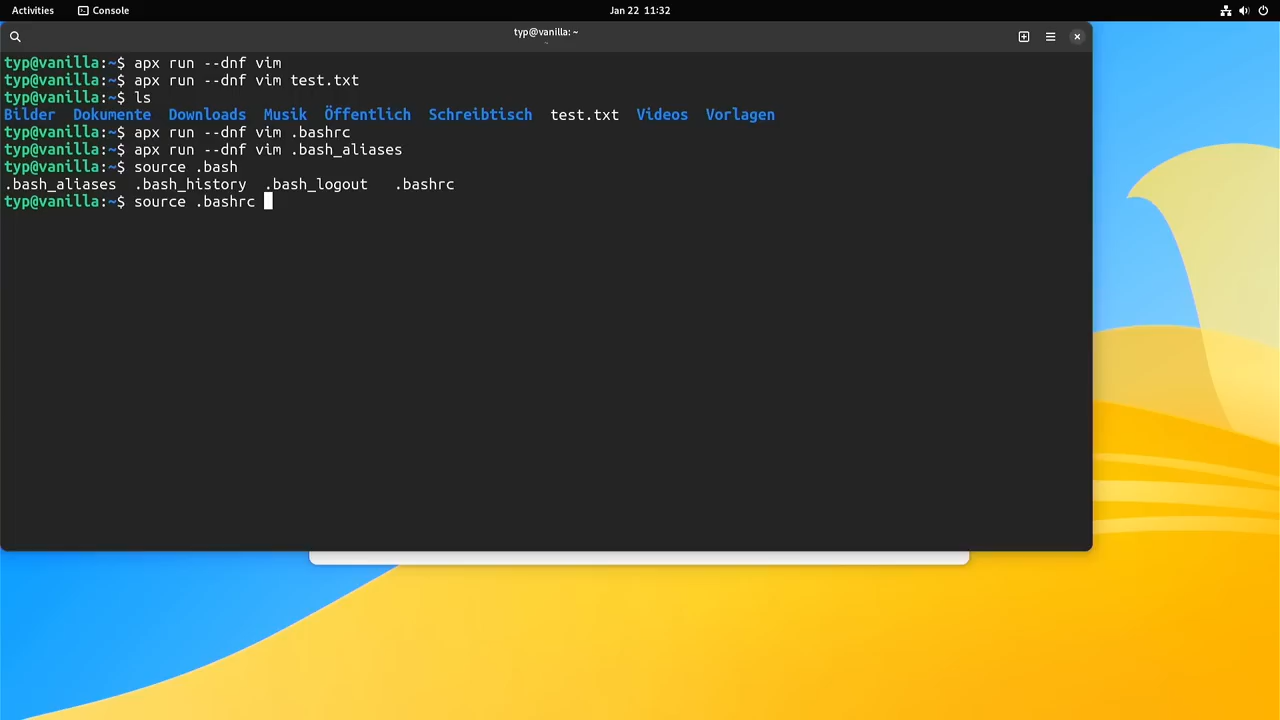 Activities Console Jan 22 11:32
typ@vanilla: ~
~
typ@vanilla:~$ apx run --dnf vim
typ@vanilla:~$ apx run --dnf vim test.txt
typ@vanilla:~$ ls
Bilder Dokumente Downloads Musik Öffentlich Schreibtisch test.txt Videos Vorlagen
typ@vanilla:~$ apx run --dnf vim .bashrc
typ@vanilla:~$ apx run --dnf vim .bash_aliases
typ@vanilla:~$ source .bash
.bash_aliases .bash_history .bash_logout .bashrc
typ@vanilla:~$ source .bashrc